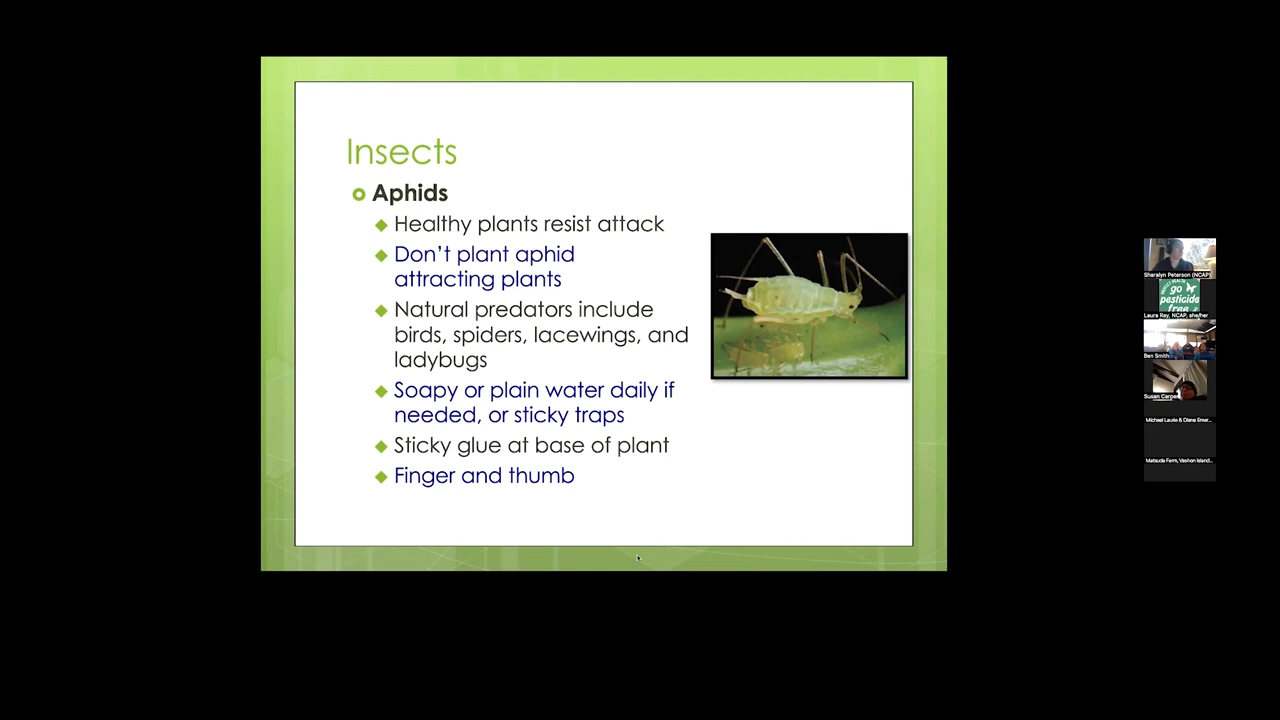 Insects
Aphids
Healthy plants resist attack
Don't plant aphid
attracting plants
Natural predators include
birds, spiders, lacewings, and
ladybugs
Soapy or plain water daily if
needed, or sticky traps
Sticky glue at base of plant
Finger and thumb
Sharalyn Peterson (NCAP)
go
pesticide
free
Laura Ray, NCAP, she/her
Ben Smith
Susan Carpe
Michael Laurie & Diana Emer...
Matsuda Farm, Vashon Island...